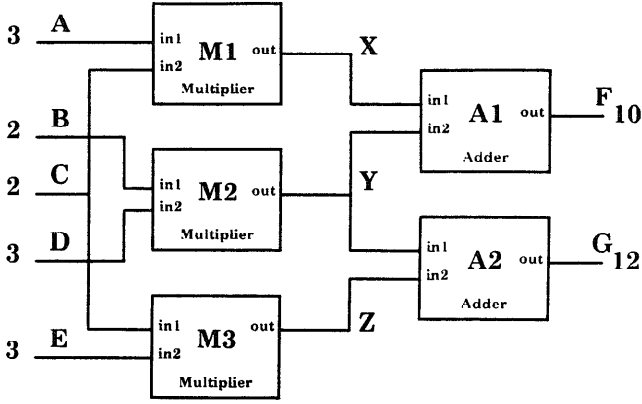 3 A
in1 M1 out X
in2
Multiplier
in1 A1 out F 10
in2
Adder
2 B
2 C
in1 M2 out Y
in2
Multiplier
3 D
in1 A2 out G 12
in2
Adder
in1 M3 out Z
in2
Multiplier
3 E